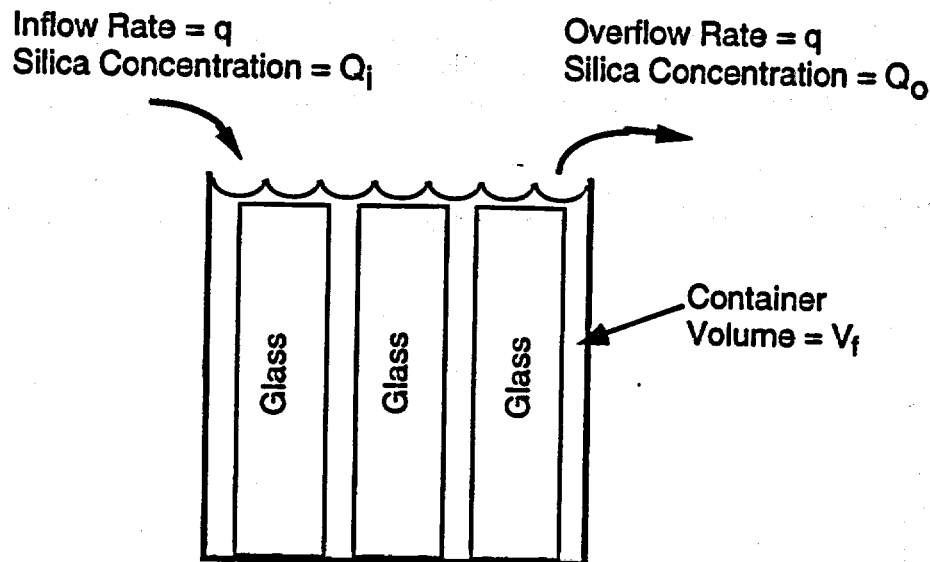 Inflow Rate = q
Silica Concentration = Qi
Overflow Rate = q
Silica Concentration = Qo
Glass
Glass
Glass
Container
Volume = Vf